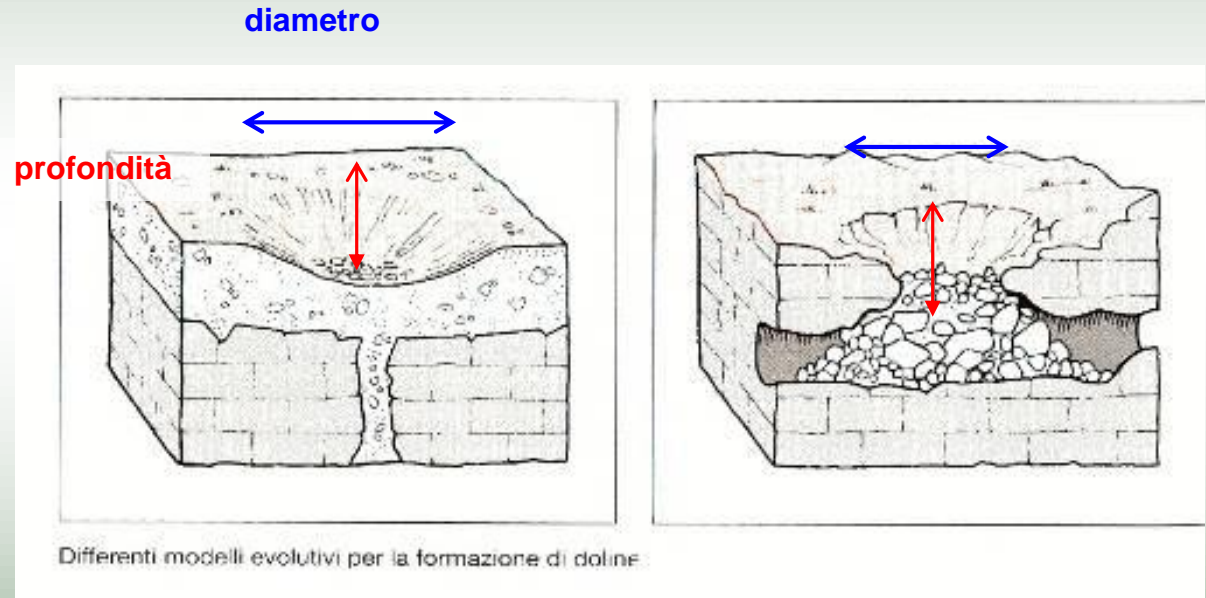 diametro
profondità
Differenti modelli evolutivi per la formazione di doline